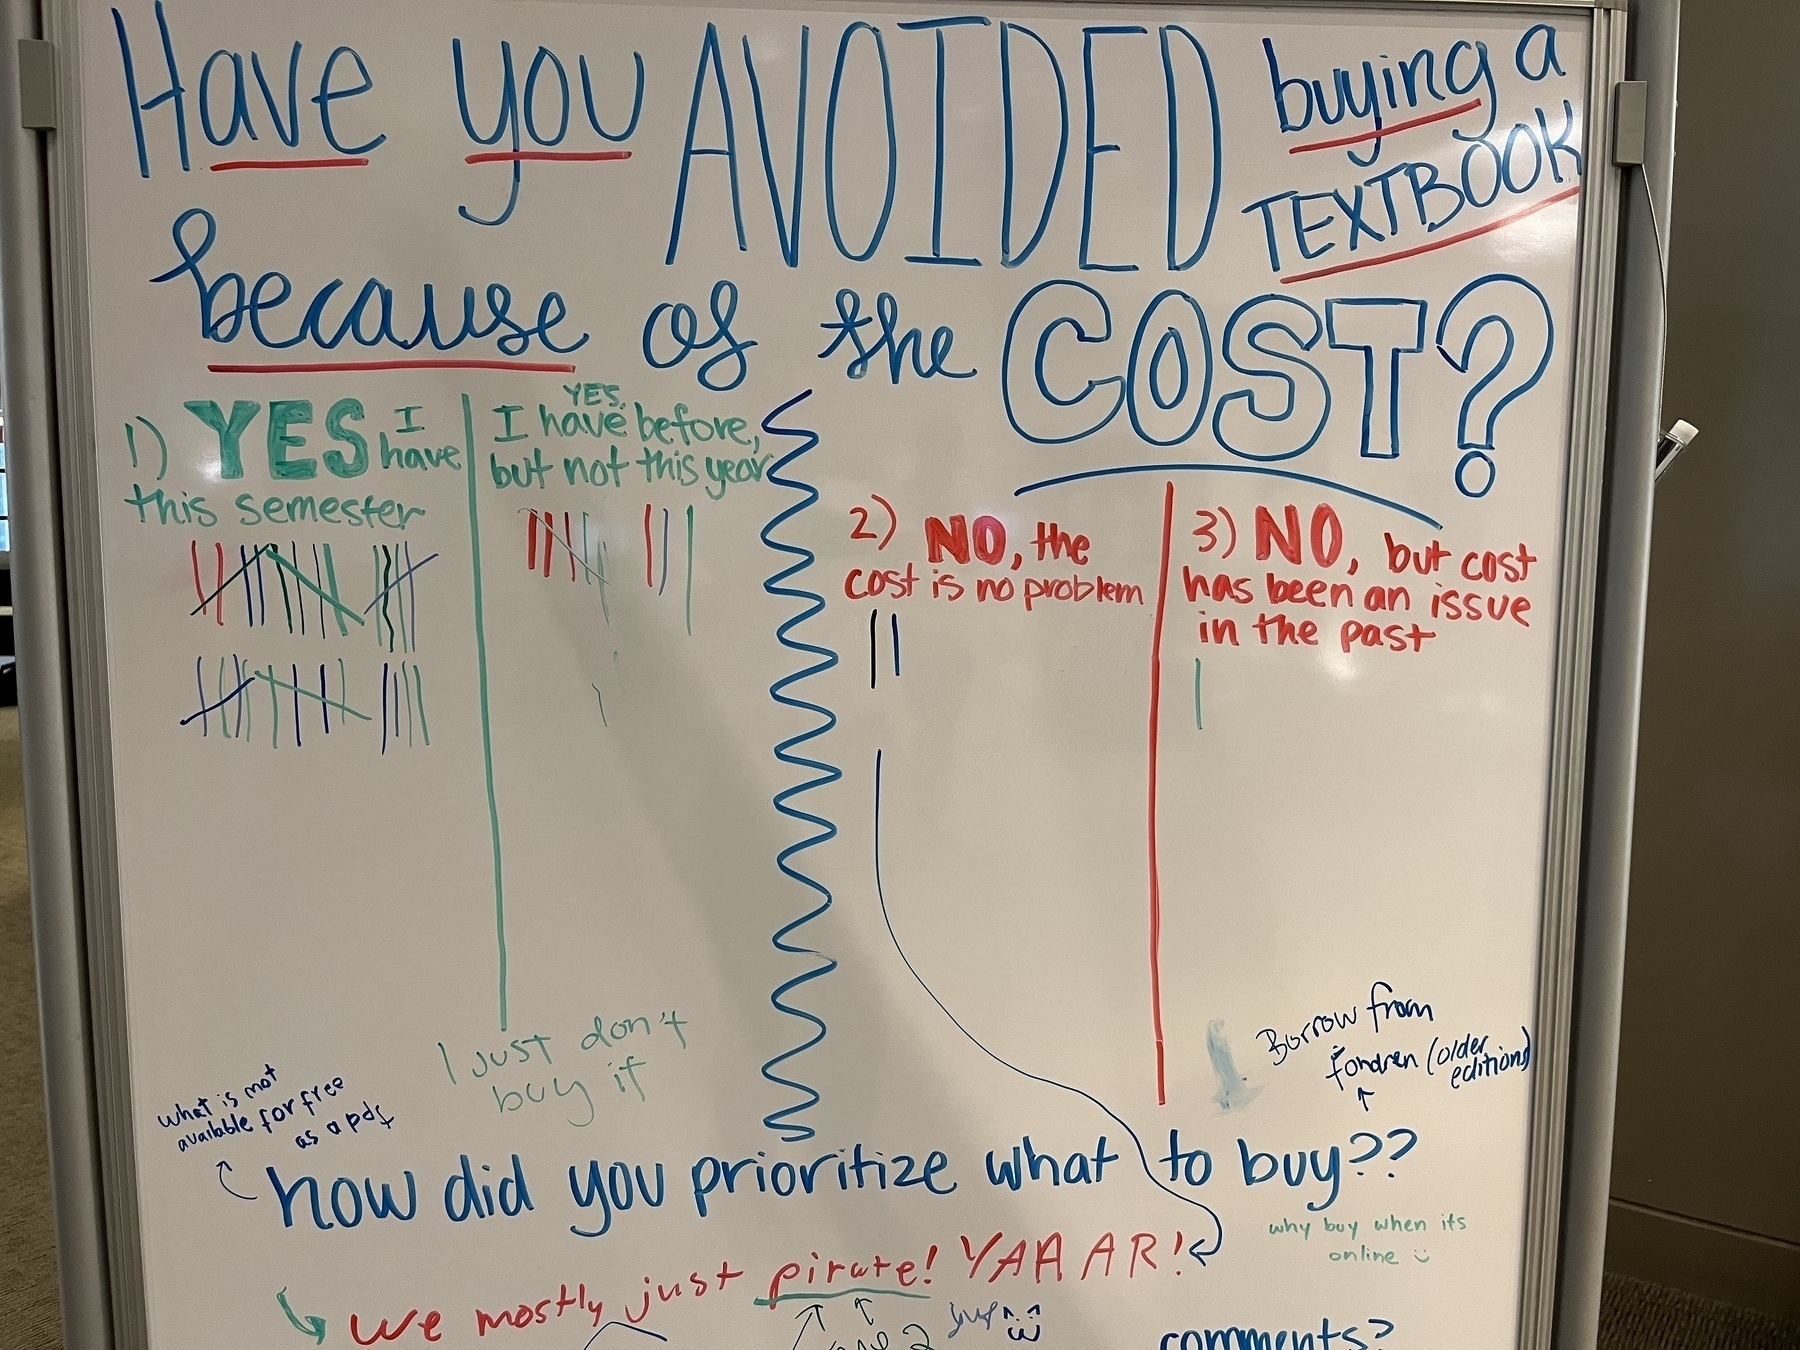 Have you AVOIDED buying a
TEXTBOOK
because of the COST?
1) YES I
have
this semester
YES,
I have before,
but not this year
2) NO, the
cost is no problem
3) NO, but cost
has been an issue
in the past
I just don't
buy it
Borrow from
fondren (older
editions)
what is not
available for free
as a pdf
how did you prioritize what to buy??
why buy when its
online
we mostly just pirate! YAAAAR!
yup
comments?